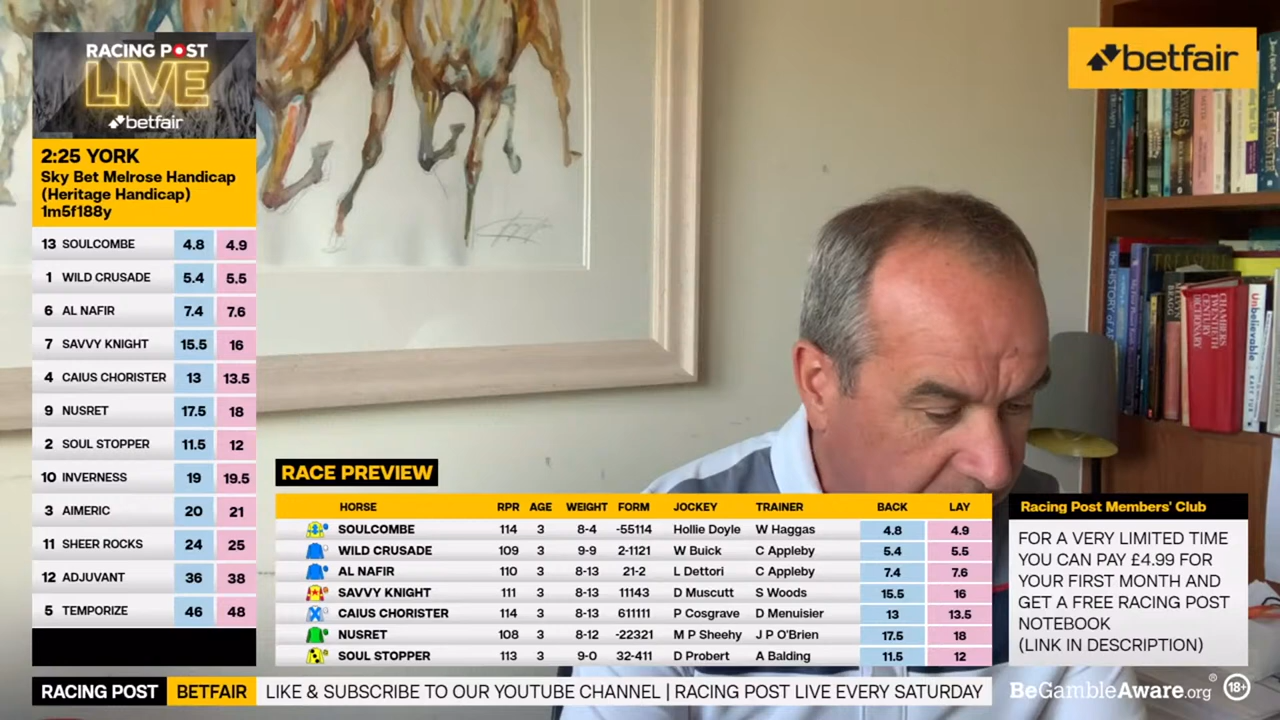 RACING POST
LIVE
betfair
2:25 YORK
Sky Bet Melrose Handicap
(Heritage Handicap)
1m5f188y
13 SOULCOMBE 4.8 4.9
1 WILD CRUSADE 5.4 5.5
6 AL NAFIR 7.4 7.6
7 SAVVY KNIGHT 15.5 16
4 CAIUS CHORISTER 13 13.5
9 NUSRET 17.5 18
2 SOUL STOPPER 11.5 12
10 INVERNESS 19 19.5
3 AIMERIC 20 21
11 SHEER ROCKS 24 25
12 ADJUVANT 36 38
5 TEMPORIZE 46 48
betfair
TREASURE
CHAMBERS
TWENTIETH
CENTURY
DICTIONARY
Unbelievable
RACE PREVIEW
HORSE RPR AGE WEIGHT FORM JOCKEY TRAINER BACK LAY
SOULCOMBE 114 3 8-4 -55114 Hollie Doyle W Haggas 4.8 4.9
WILD CRUSADE 109 3 9-9 2-1121 W Buick C Appleby 5.4 5.5
AL NAFIR 110 3 8-13 21-2 L Dettori C Appleby 7.4 7.6
SAVVY KNIGHT 111 3 8-13 11143 D Muscutt S Woods 15.5 16
CAIUS CHORISTER 114 3 8-13 611111 P Cosgrave D Menuisier 13 13.5
NUSRET 108 3 8-12 -22321 M P Sheehy J P O'Brien 17.5 18
SOUL STOPPER 113 3 9-0 32-411 D Probert A Balding 11.5 12
Racing Post Members' Club
FOR A VERY LIMITED TIME
YOU CAN PAY £4.99 FOR
YOUR FIRST MONTH AND
GET A FREE RACING POST
NOTEBOOK
(LINK IN DESCRIPTION)
RACING POST BETFAIR LIKE & SUBSCRIBE TO OUR YOUTUBE CHANNEL | RACING POST LIVE EVERY SATURDAY
BeGambleAware.org® 18+